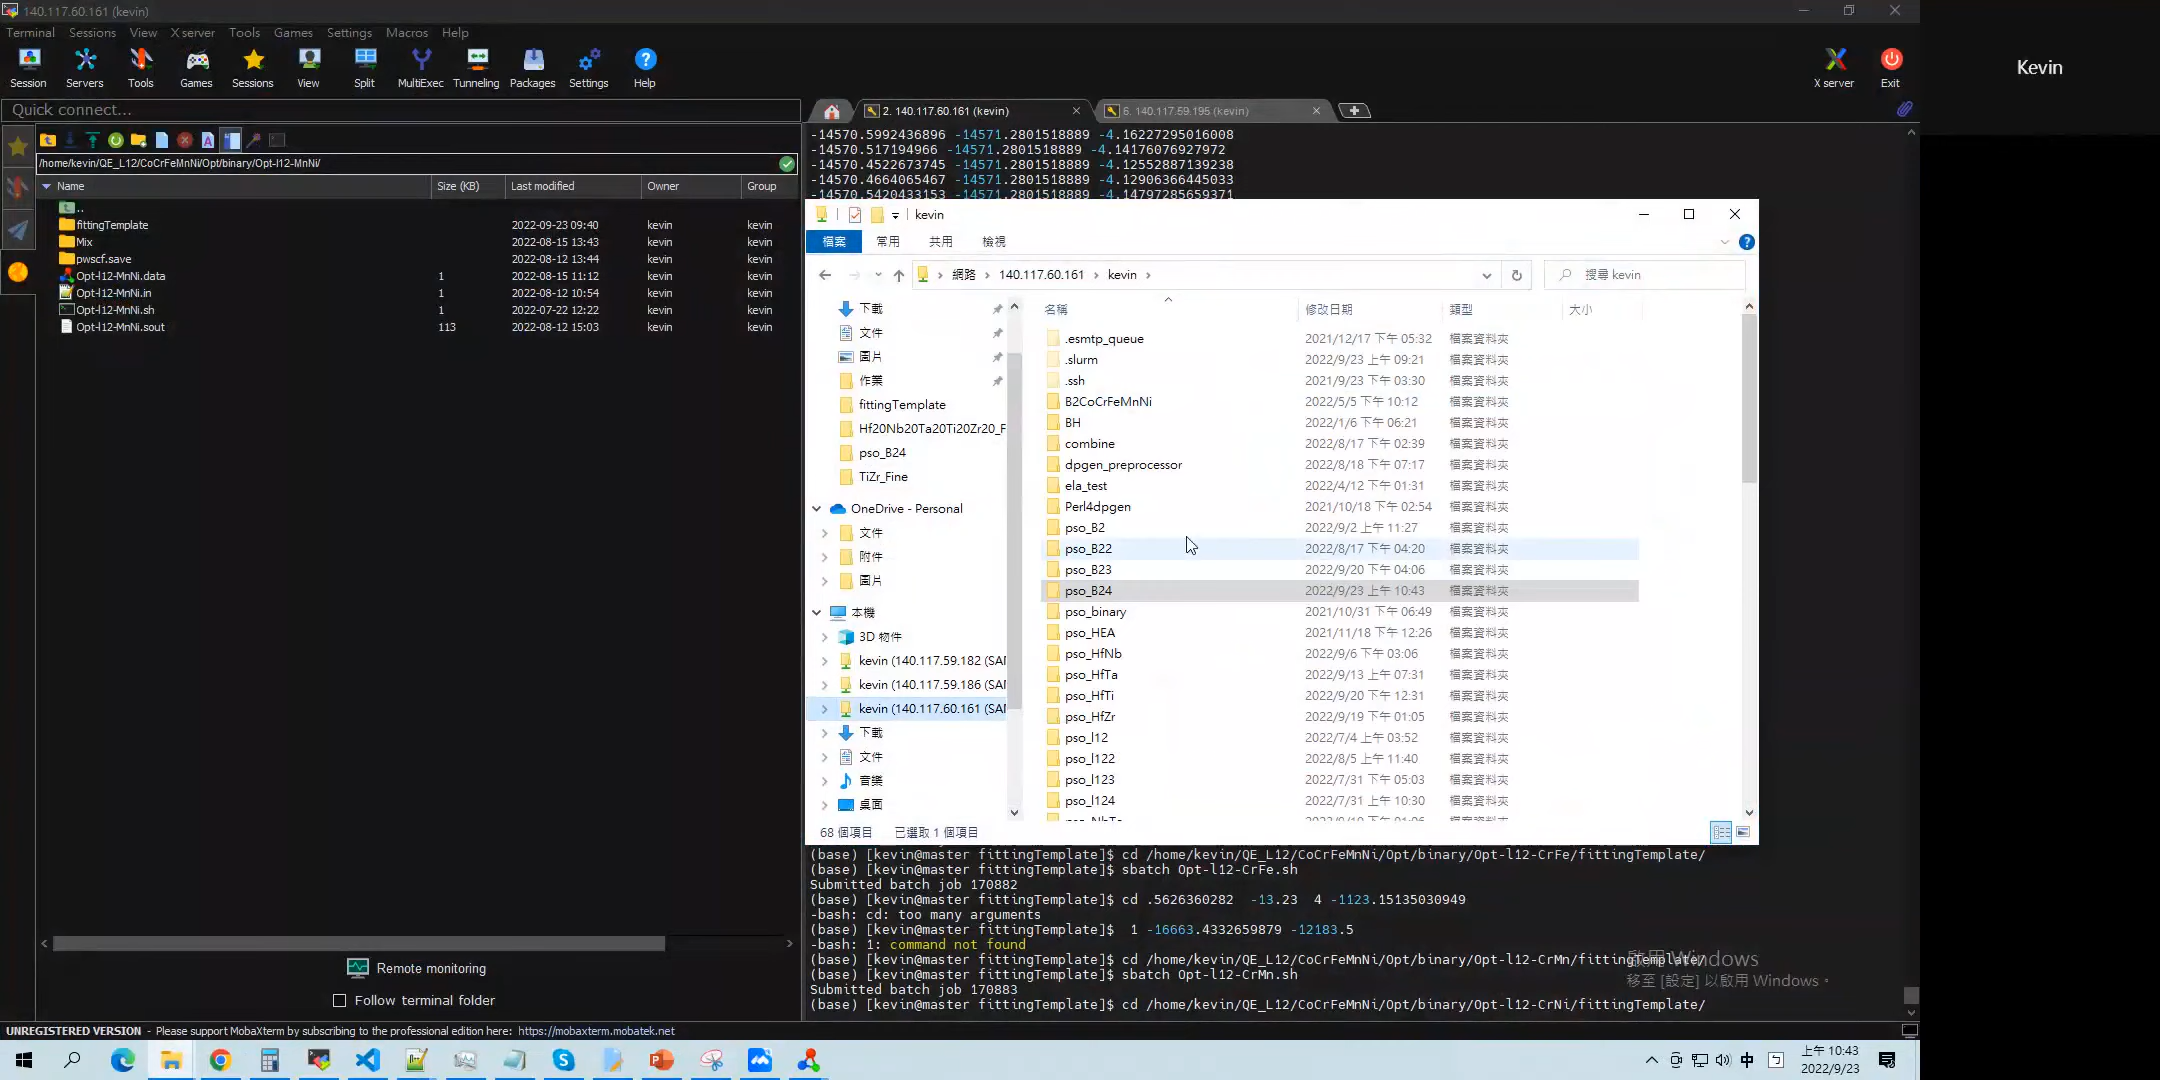 140.117.60.161 (kevin)
Terminal Sessions View X server Tools Games Settings Macros Help
Session Servers Tools Games Sessions View Split MultiExec Tunneling Packages Settings Help X server Exit
Kevin
Quick connect...
2. 140.117.60.161 (kevin)
6. 140.117.59.195 (kevin)
/home/kevin/QE_L12/CoCrFeMnNi/Opt/binary/Opt-l12-MnNi/
Name Size (KB) Last modified Owner Group
..
fittingTemplate 2022-09-23 09:40 kevin kevin
Mix 2022-08-15 13:43 kevin kevin
pwscf.save 2022-08-12 13:44 kevin kevin
Opt-l12-MnNi.data 1 2022-08-15 11:12 kevin kevin
Opt-l12-MnNi.in 1 2022-08-12 10:54 kevin kevin
Opt-l12-MnNi.sh 1 2022-07-22 12:22 kevin kevin
Opt-l12-MnNi.sout 113 2022-08-12 15:03 kevin kevin
Remote monitoring
Follow terminal folder
-14570.5992436896 -14571.2801518889 -4.16227295016008
-14570.517194966 -14571.2801518889 -4.14176076927972
-14570.4522673745 -14571.2801518889 -4.12552887139238
-14570.4664065467 -14571.2801518889 -4.12906366445033
-14570.5420433153 -14571.2801518889 -4.14797285659371
kevin
檔案 常用 共用 檢視
網路 › 140.117.60.161 › kevin ›
搜尋 kevin
下載
文件
圖片
作業
fittingTemplate
Hf20Nb20Ta20Ti20Zr20_F
pso_B24
TiZr_Fine
OneDrive - Personal
文件
附件
圖片
本機
3D 物件
kevin (140.117.59.182 (SAM
kevin (140.117.59.186 (SAM
kevin (140.117.60.161 (SAM
下載
文件
音樂
桌面
名稱 修改日期 類型 大小
.esmtp_queue 2021/12/17 下午 05:32 檔案資料夾
.slurm 2022/9/23 上午 09:21 檔案資料夾
.ssh 2021/9/23 下午 03:30 檔案資料夾
B2CoCrFeMnNi 2022/5/5 下午 10:12 檔案資料夾
BH 2022/1/6 下午 06:21 檔案資料夾
combine 2022/8/17 下午 02:39 檔案資料夾
dpgen_preprocessor 2022/8/18 下午 07:17 檔案資料夾
ela_test 2022/4/12 下午 01:31 檔案資料夾
Perl4dpgen 2021/10/18 下午 02:54 檔案資料夾
pso_B2 2022/9/2 上午 11:27 檔案資料夾
pso_B22 2022/8/17 下午 04:20 檔案資料夾
pso_B23 2022/9/20 下午 04:06 檔案資料夾
pso_B24 2022/9/23 上午 10:43 檔案資料夾
pso_binary 2021/10/31 下午 06:49 檔案資料夾
pso_HEA 2021/11/18 下午 12:26 檔案資料夾
pso_HfNb 2022/9/6 下午 03:06 檔案資料夾
pso_HfTa 2022/9/13 下午 07:31 檔案資料夾
pso_HfTi 2022/9/20 下午 12:31 檔案資料夾
pso_HfZr 2022/9/19 下午 01:05 檔案資料夾
pso_l12 2022/7/4 下午 03:52 檔案資料夾
pso_l122 2022/8/5 上午 11:40 檔案資料夾
pso_l123 2022/7/31 下午 05:03 檔案資料夾
pso_l124 2022/7/31 上午 10:30 檔案資料夾
68 個項目 已選取 1 個項目
(base) [kevin@master fittingTemplate]$ cd /home/kevin/QE_L12/CoCrFeMnNi/Opt/binary/Opt-l12-CrFe/fittingTemplate/
(base) [kevin@master fittingTemplate]$ sbatch Opt-l12-CrFe.sh
Submitted batch job 170882
(base) [kevin@master fittingTemplate]$ cd .5626360282 -13.23 4 -1123.15135030949
-bash: cd: too many arguments
(base) [kevin@master fittingTemplate]$ 1 -16663.4332659879 -12183.5
-bash: 1: command not found
(base) [kevin@master fittingTemplate]$ cd /home/kevin/QE_L12/CoCrFeMnNi/Opt/binary/Opt-l12-CrMn/fittingTemplate/
(base) [kevin@master fittingTemplate]$ sbatch Opt-l12-CrMn.sh
Submitted batch job 170883
(base) [kevin@master fittingTemplate]$ cd /home/kevin/QE_L12/CoCrFeMnNi/Opt/binary/Opt-l12-CrNi/fittingTemplate/
啟用 Windows
移至 [設定] 以啟用 Windows。
UNREGISTERED VERSION - Please support MobaXterm by subscribing to the professional edition here: https://mobaxterm.mobatek.net
中
上午 10:43
2022/9/23